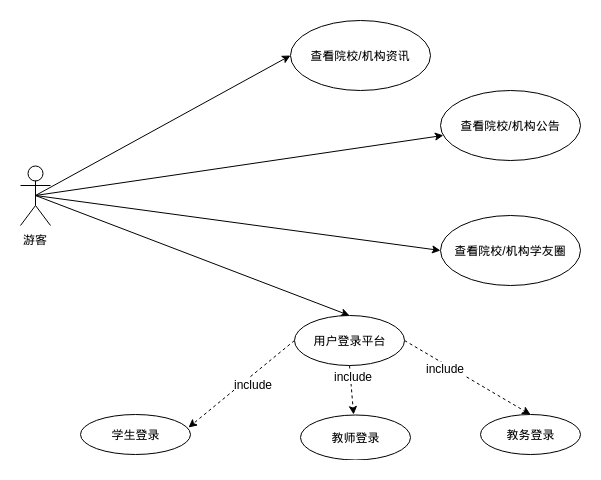 查看院校/机构资讯
查看院校/机构公告
游客
查看院校/机构学友圈
用户登录平台
include
include
include
学生登录
教师登录
教务登录